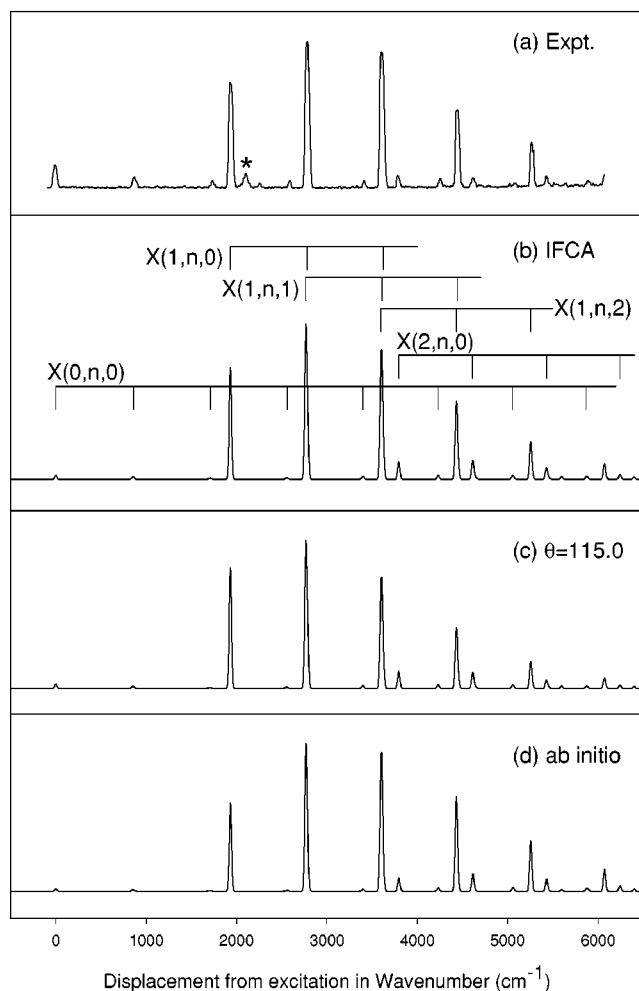 (a) Expt.
*
(b) IFCA
X(1,n,0)
X(1,n,1)
X(1,n,2)
X(2,n,0)
X(0,n,0)
(c) θ=115.0
(d) ab initio
0 1000 2000 3000 4000 5000 6000
Displacement from excitation in Wavenumber (cm⁻¹)